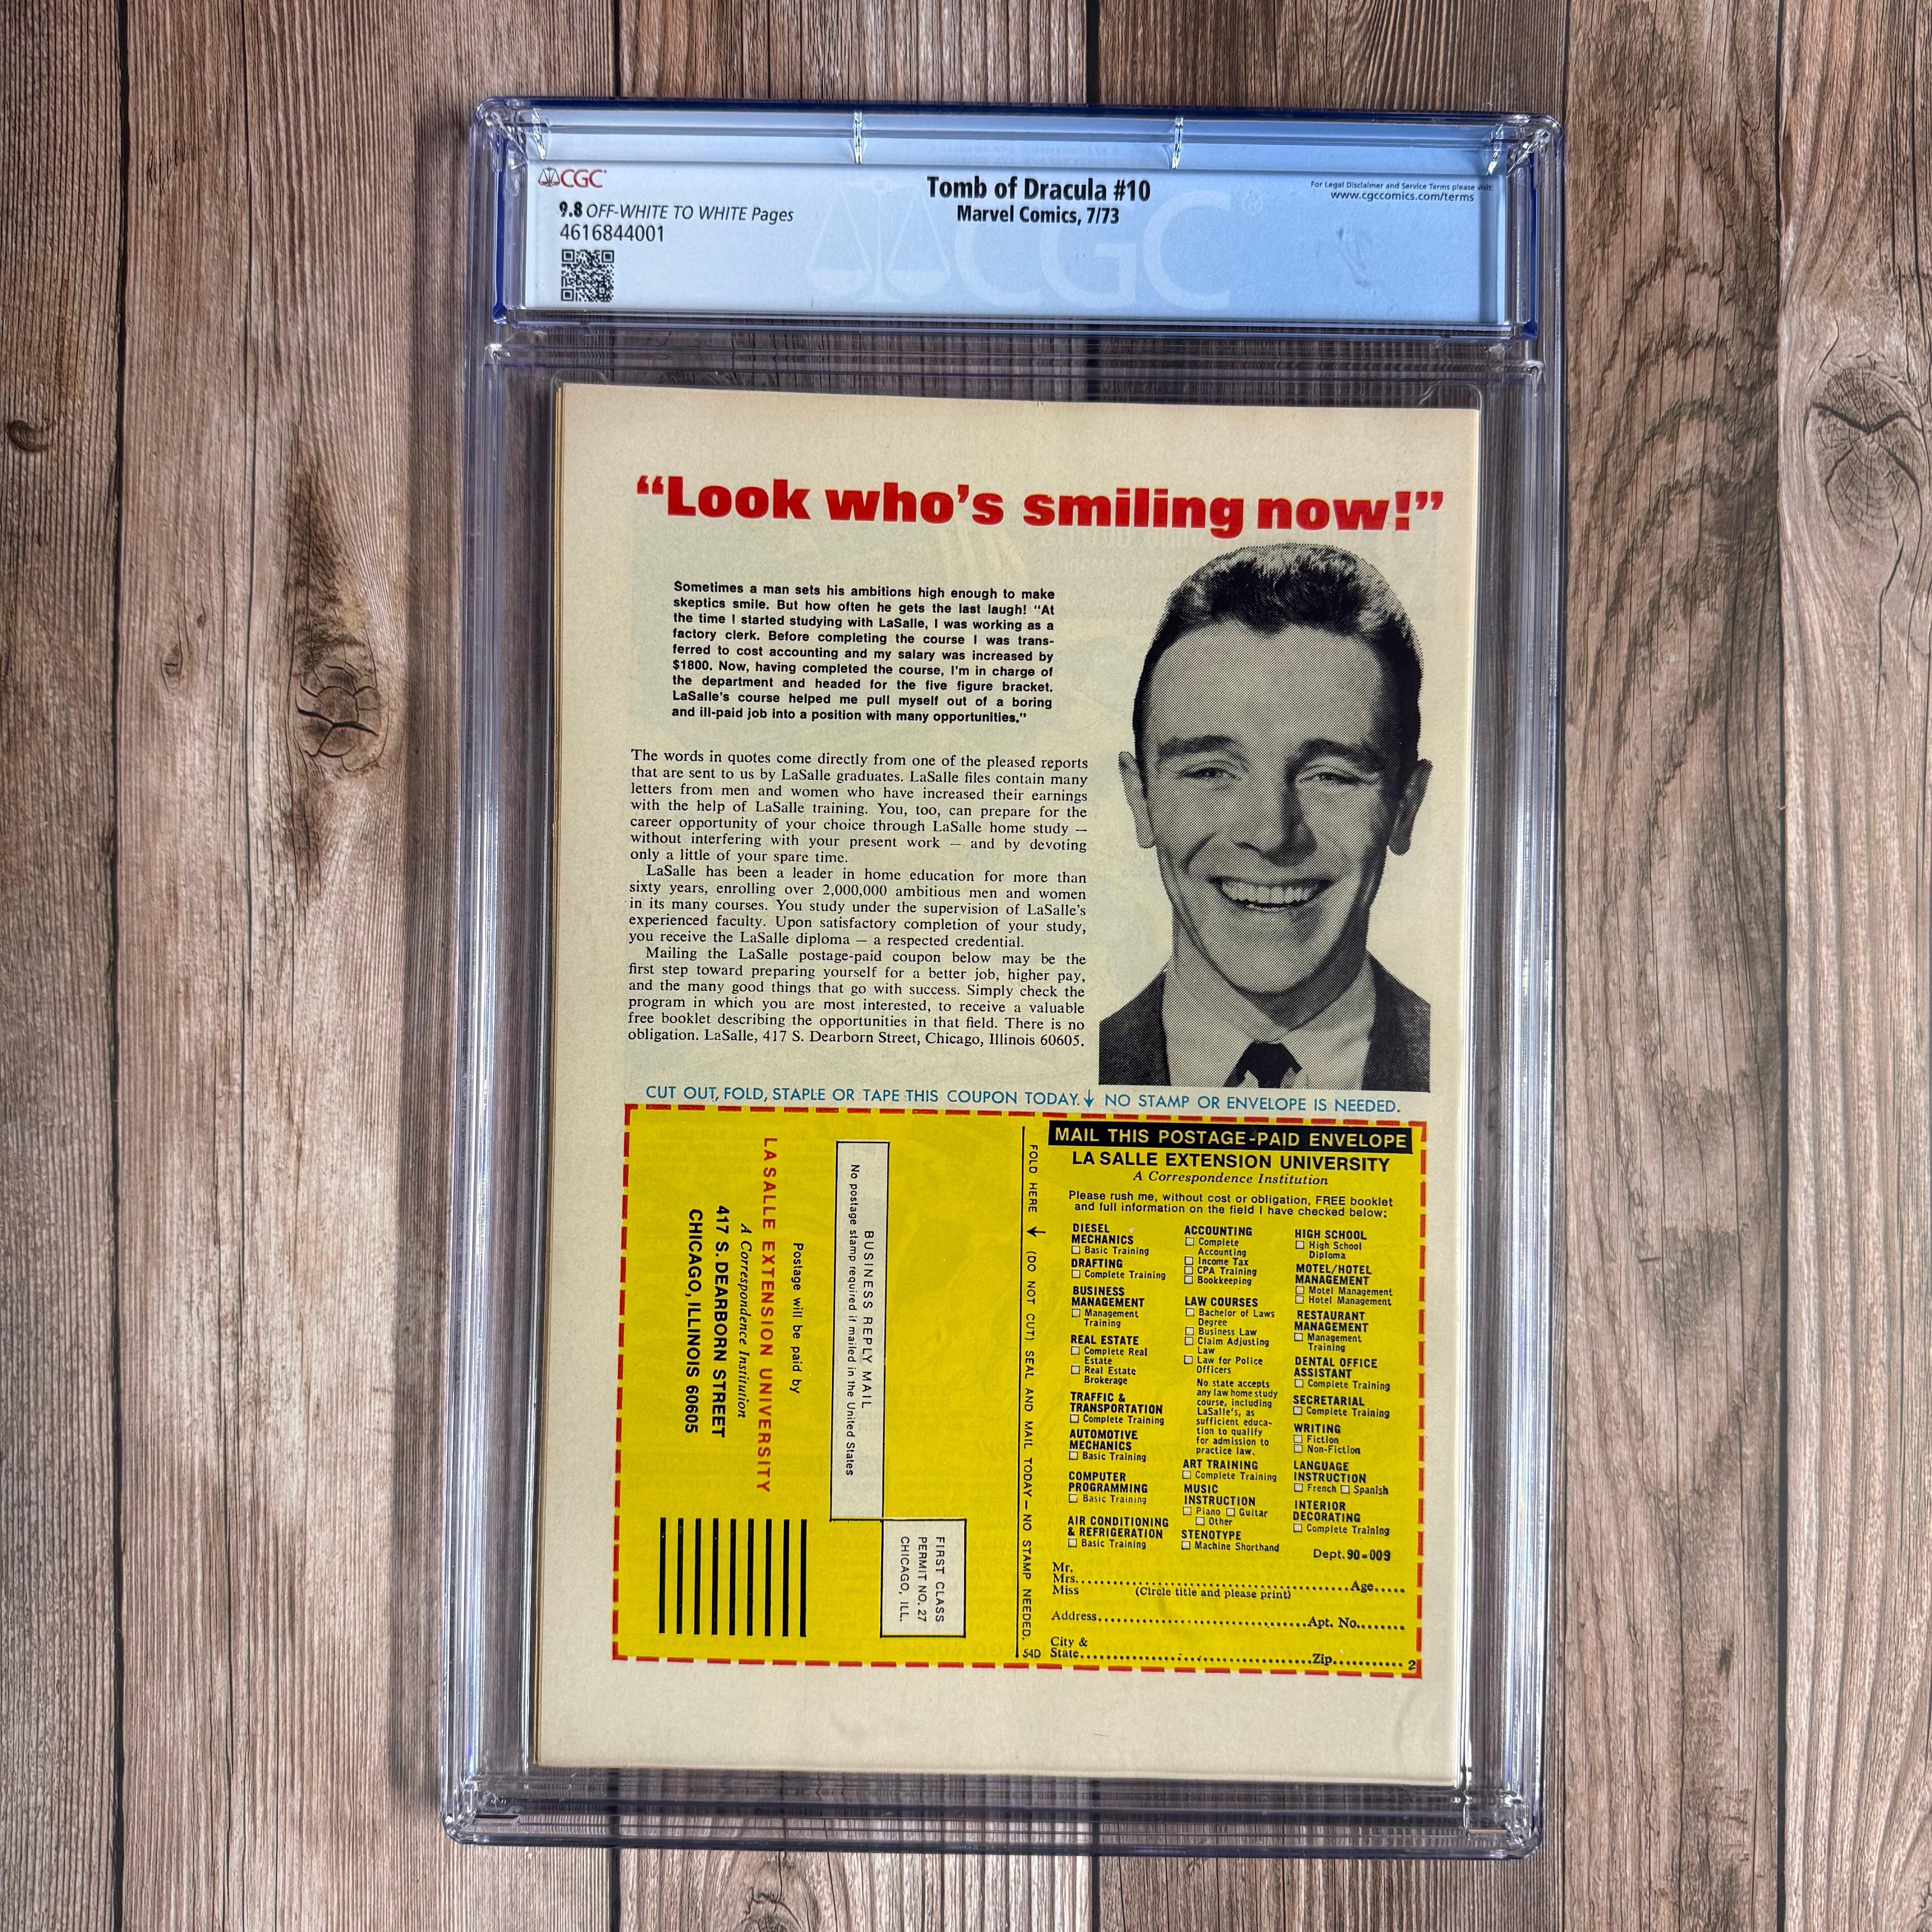 CGC
9.8 OFF-WHITE TO WHITE Pages
4616844001
Tomb of Dracula #10
Marvel Comics, 7/73
For Legal Disclaimer and Service Terms please visit:
www.cgccomics.com/terms
CGC
“Look who’s smiling now!”
Sometimes a man sets his ambitions high enough to make
skeptics smile. But how often he gets the last laugh! “At
the time I started studying with LaSalle, I was working as a
factory clerk. Before completing the course I was trans-
ferred to cost accounting and my salary was increased by
$1800. Now, having completed the course, I'm in charge of
the department and headed for the five figure bracket.
LaSalle's course helped me pull myself out of a boring
and ill-paid job into a position with many opportunities.”
The words in quotes come directly from one of the pleased reports
that are sent to us by LaSalle graduates. LaSalle files contain many
letters from men and women who have increased their earnings
with the help of LaSalle training. You, too, can prepare for the
career opportunity of your choice through LaSalle home study —
without interfering with your present work — and by devoting
only a little of your spare time.
LaSalle has been a leader in home education for more than
sixty years, enrolling over 2,000,000 ambitious men and women
in its many courses. You study under the supervision of LaSalle's
experienced faculty. Upon satisfactory completion of your study,
you receive the LaSalle diploma — a respected credential.
Mailing the LaSalle postage-paid coupon below may be the
first step toward preparing yourself for a better job, higher pay,
and the many good things that go with success. Simply check the
program in which you are most interested, to receive a valuable
free booklet describing the opportunities in that field. There is no
obligation. LaSalle, 417 S. Dearborn Street, Chicago, Illinois 60605.
CUT OUT, FOLD, STAPLE OR TAPE THIS COUPON TODAY. ↓ NO STAMP OR ENVELOPE IS NEEDED.
FIRST CLASS
PERMIT NO. 27
CHICAGO, ILL.
BUSINESS REPLY MAIL
No postage stamp required if mailed in the United States
Postage will be paid by
LA SALLE EXTENSION UNIVERSITY
A Correspondence Institution
417 S. DEARBORN STREET
CHICAGO, ILLINOIS 60605
FOLD HERE → (DO NOT CUT) SEAL AND MAIL TODAY — NO STAMP NEEDED.
54D
MAIL THIS POSTAGE-PAID ENVELOPE
LA SALLE EXTENSION UNIVERSITY
A Correspondence Institution
Please rush me, without cost or obligation, FREE booklet
and full information on the field I have checked below:
DIESEL
MECHANICS
☐ Basic Training
DRAFTING
☐ Complete Training
BUSINESS
MANAGEMENT
☐ Management
Training
REAL ESTATE
☐ Complete Real
Estate
☐ Real Estate
Brokerage
TRAFFIC &
TRANSPORTATION
☐ Complete Training
AUTOMOTIVE
MECHANICS
☐ Basic Training
COMPUTER
PROGRAMMING
☐ Basic Training
AIR CONDITIONING
& REFRIGERATION
☐ Basic Training
ACCOUNTING
☐ Complete
Accounting
☐ Income Tax
☐ CPA Training
☐ Bookkeeping
LAW COURSES
☐ Bachelor of Laws
Degree
☐ Business Law
☐ Claim Adjusting
Law
☐ Law for Police
Officers
No state accepts
any law home study
course, including
LaSalle's, as
sufficient educa-
tion to qualify
for admission to
practice law.
ART TRAINING
☐ Complete Training
MUSIC
INSTRUCTION
☐ Piano ☐ Guitar
☐ Other
STENOTYPE
☐ Machine Shorthand
HIGH SCHOOL
☐ High School
Diploma
MOTEL/HOTEL
MANAGEMENT
☐ Motel Management
☐ Hotel Management
RESTAURANT
MANAGEMENT
☐ Management
Training
DENTAL OFFICE
ASSISTANT
☐ Complete Training
SECRETARIAL
☐ Complete Training
WRITING
☐ Fiction
☐ Non-Fiction
LANGUAGE
INSTRUCTION
☐ French ☐ Spanish
INTERIOR
DECORATING
☐ Complete Training
Dept. 90-009
Mr.
Mrs. Age
Miss (Circle title and please print)
Address Apt. No.
City &
State Zip 2